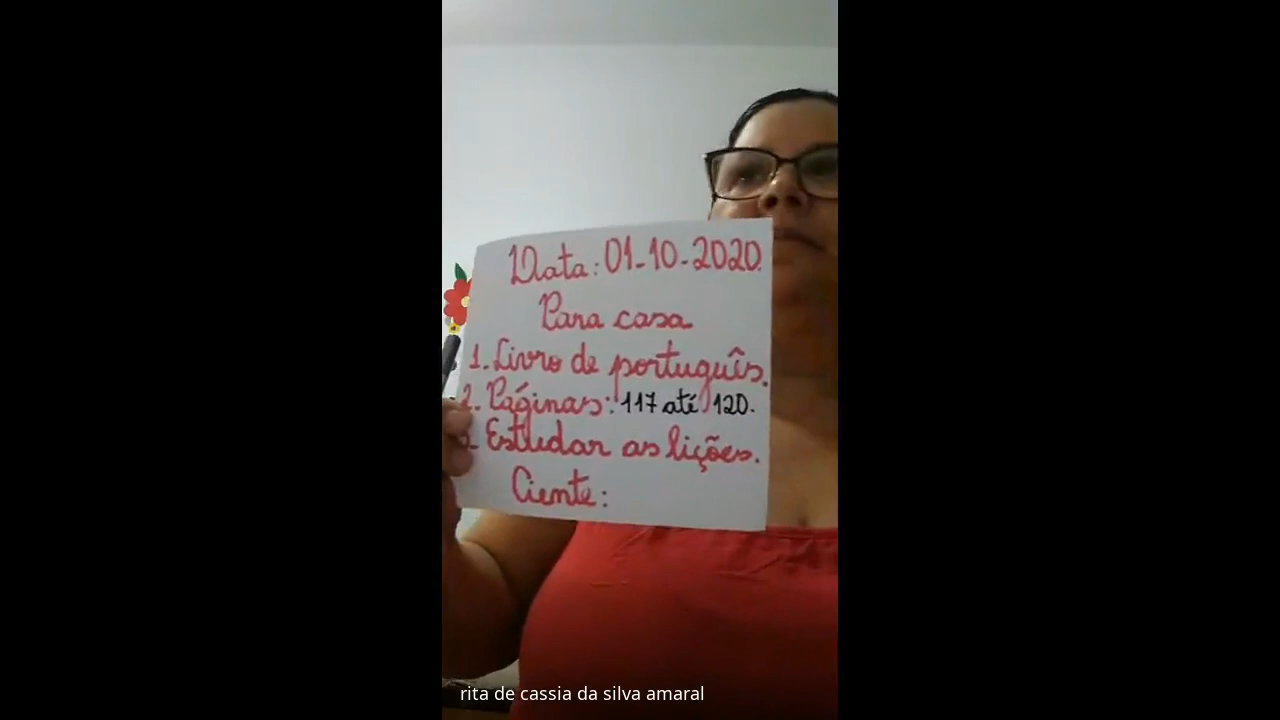 Data: 01-10-2020.
Para casa
1. Livro de português.
2. Páginas: 117 até 120.
Estudar as lições.
Ciente:
rita de cassia da silva amaral